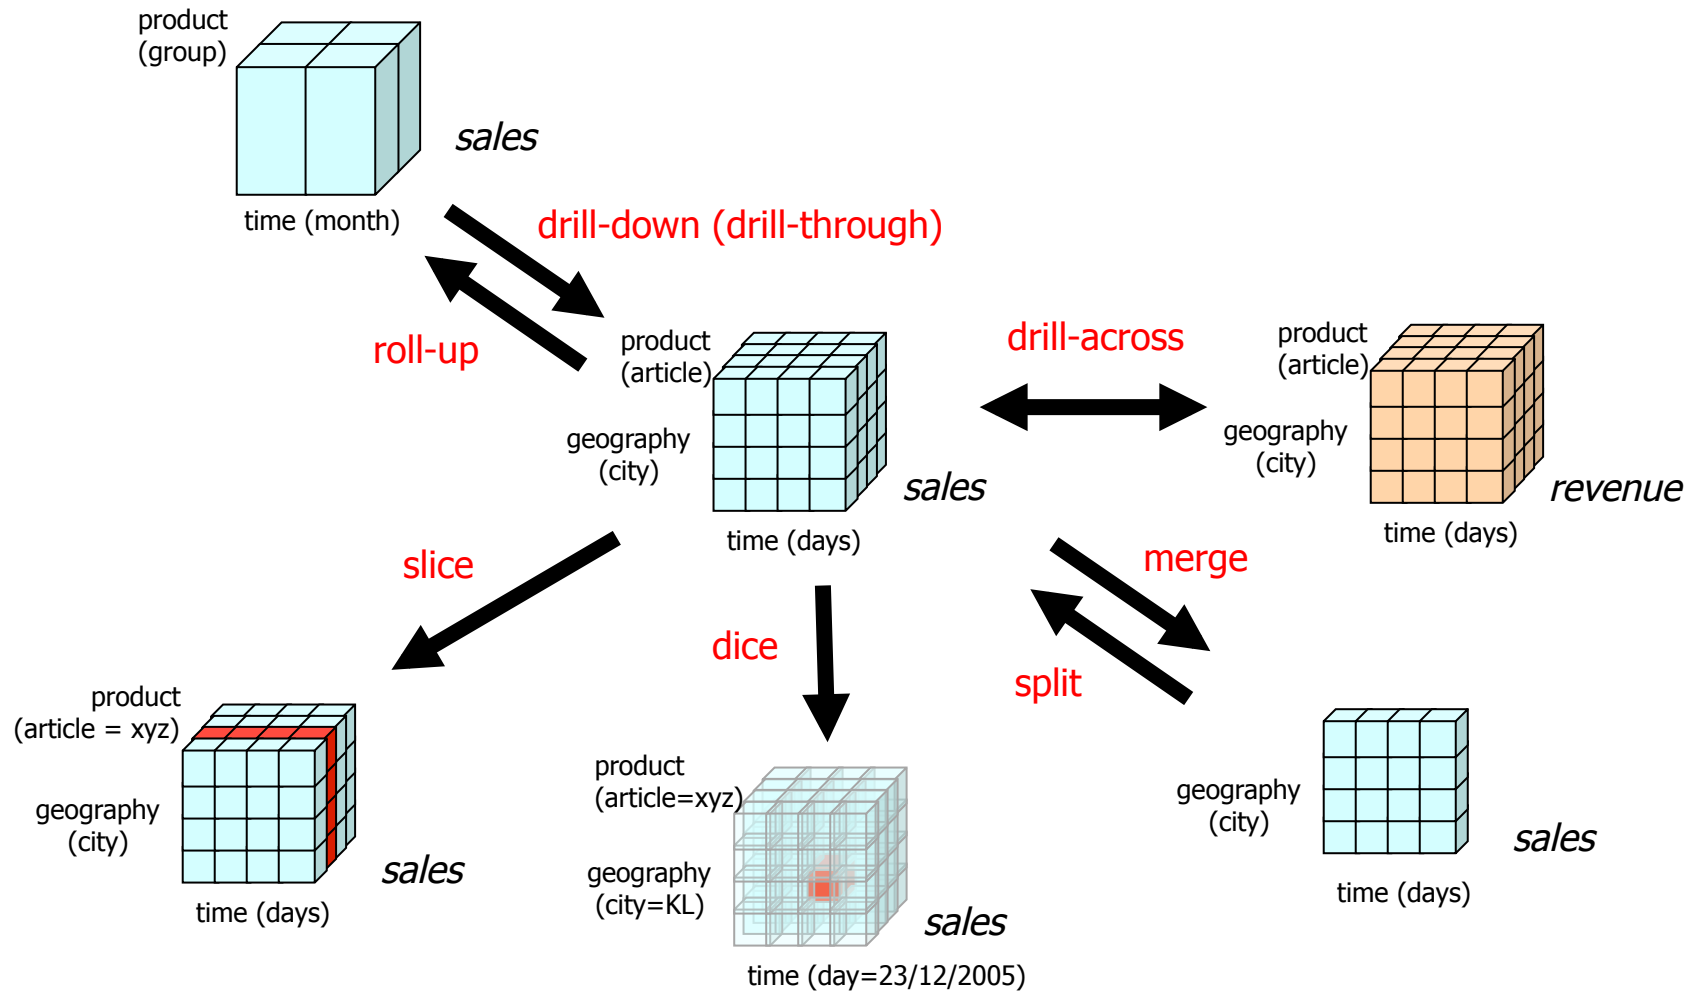 product
(group)
sales
time (month)
drill-down (drill-through)
roll-up
product
(article)
geography
(city)
sales
time (days)
drill-across
product
(article)
geography
(city)
revenue
time (days)
slice
dice
merge
split
product
(article = xyz)
geography
(city)
sales
time (days)
product
(article=xyz)
geography
(city=KL)
sales
time (day=23/12/2005)
geography
(city)
sales
time (days)